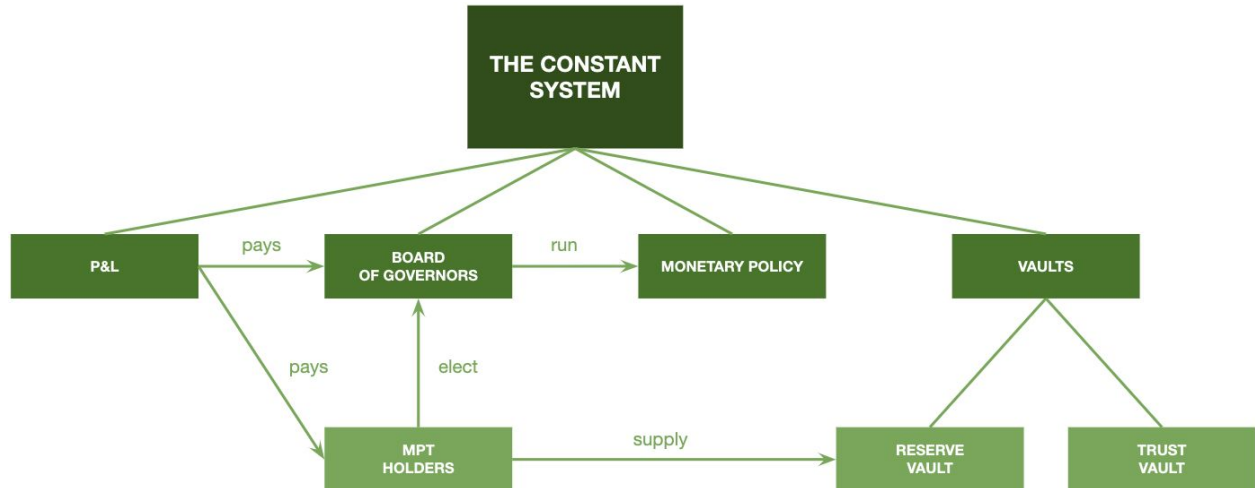 THE CONSTANT
SYSTEM
P&L
pays
BOARD
OF GOVERNORS
run
MONETARY POLICY
VAULTS
pays
elect
MPT
HOLDERS
supply
RESERVE
VAULT
TRUST
VAULT